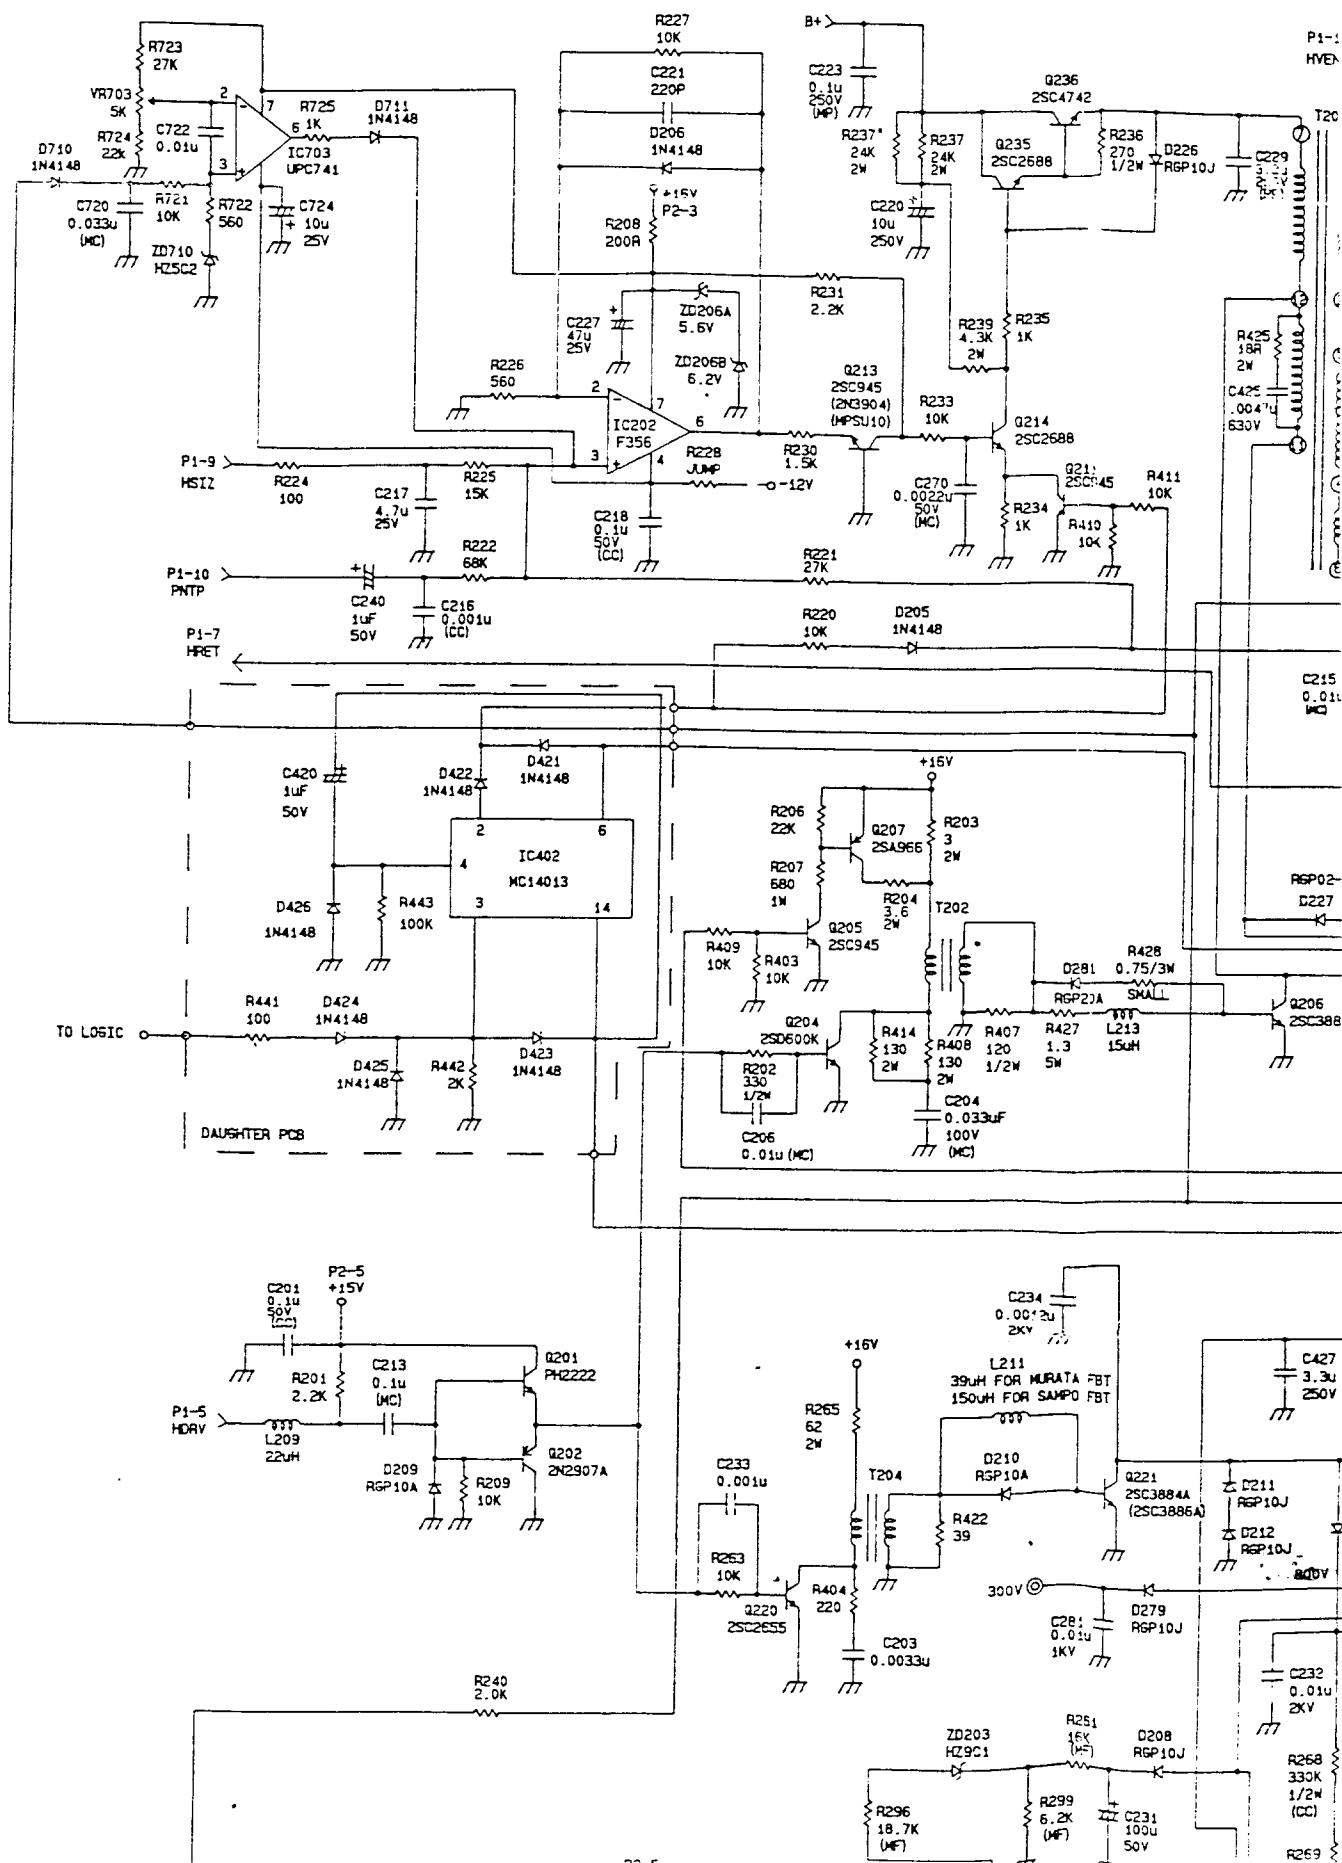 R723
27K
VR703
5K
R724
22K
D710
1N4148
C722
0.01u
2
3
7
6
R725
1K
D711
1N4148
IC703
UPC741
C720
0.033u
(MC)
R721
10K
R722
560
C724
10u
25V
ZD710
HZ5C2
R227
10K
C221
220P
D206
1N4148
+15V
P2-3
R208
200A
C227
47u
25V
ZD206A
5.6V
ZD206B
6.2V
R226
560
2
3
7
6
4
IC202
F356
R228
JUMP
-12V
P1-9
HSIZ
R224
100
C217
4.7u
25V
R225
15K
C218
0.1u
50V
(CC)
R222
68K
P1-10
PNTP
C240
1uF
50V
C216
0.001u
(CC)
P1-7
HRET
B+
C223
0.1u
250V
(MP)
R237*
24K
2W
R237
24K
2W
C220
10u
250V
Q235
2SC2688
Q236
2SC4742
R236
270
1/2W
D226
RGP10J
C229
P1-1
HVEN
T20
R231
2.2K
R239
4.3K
2W
R235
1K
R425
18A
2W
C425
.0047u
630V
Q213
2SC945
(2N3904)
(MPSU10)
R230
1.5K
R233
10K
Q214
2SC2688
C270
0.0022u
50V
(MC)
R234
1K
R411
10K
R410
10K
R221
27K
R220
10K
D205
1N4148
C215
0.01u
(MC)
C420
1uF
50V
D422
1N4148
D421
1N4148
2
6
4
3
14
IC402
MC14013
D426
1N4148
R443
100K
TO LOGIC
R441
100
D424
1N4148
D425
1N4148
R442
2K
D423
1N4148
DAUGHTER PCB
+15V
R206
22K
Q207
2SA966
R203
3
2W
R207
680
1W
R204
3.6
2W
T202
R409
10K
R403
10K
Q205
2SC945
Q204
2SD600K
R202
330
1/2W
C206
0.01u (MC)
R414
130
2W
R408
130
2W
C204
0.033uF
100V
(MC)
R407
120
1/2W
D281
RGP20A
R428
0.75/3W
SMALL
R427
1.3
5W
L213
15uH
Q206
2SC388
RGP02-
D227
C201
0.1u
50V
(CC)
P2-5
+15V
R201
2.2K
C213
0.1u
(MC)
Q201
PH2222
P1-5
HDRV
L209
22uH
D209
RGP10A
R209
10K
Q202
2N2907A
C233
0.001u
R263
10K
Q220
2SC2655
+16V
R265
62
2W
T204
R404
220
C203
0.0033u
C234
0.0012u
2KV
L211
39uH FOR MURATA FBT
150uH FOR SAMPO FBT
D210
RGP10A
R422
39
Q221
2SC3884A
(2SC3886A)
D211
RGP10J
D212
RGP10J
C427
3.3u
250V
800V
300V
D279
RGP10J
C281
0.01u
1KV
C232
0.01u
2KV
R240
2.0K
ZD203
HZ9C1
R251
16K
(MF)
D208
RGP10J
R296
18.7K
(MF)
R299
6.2K
(MF)
C231
100u
50V
R268
330K
1/2W
(CC)
R269